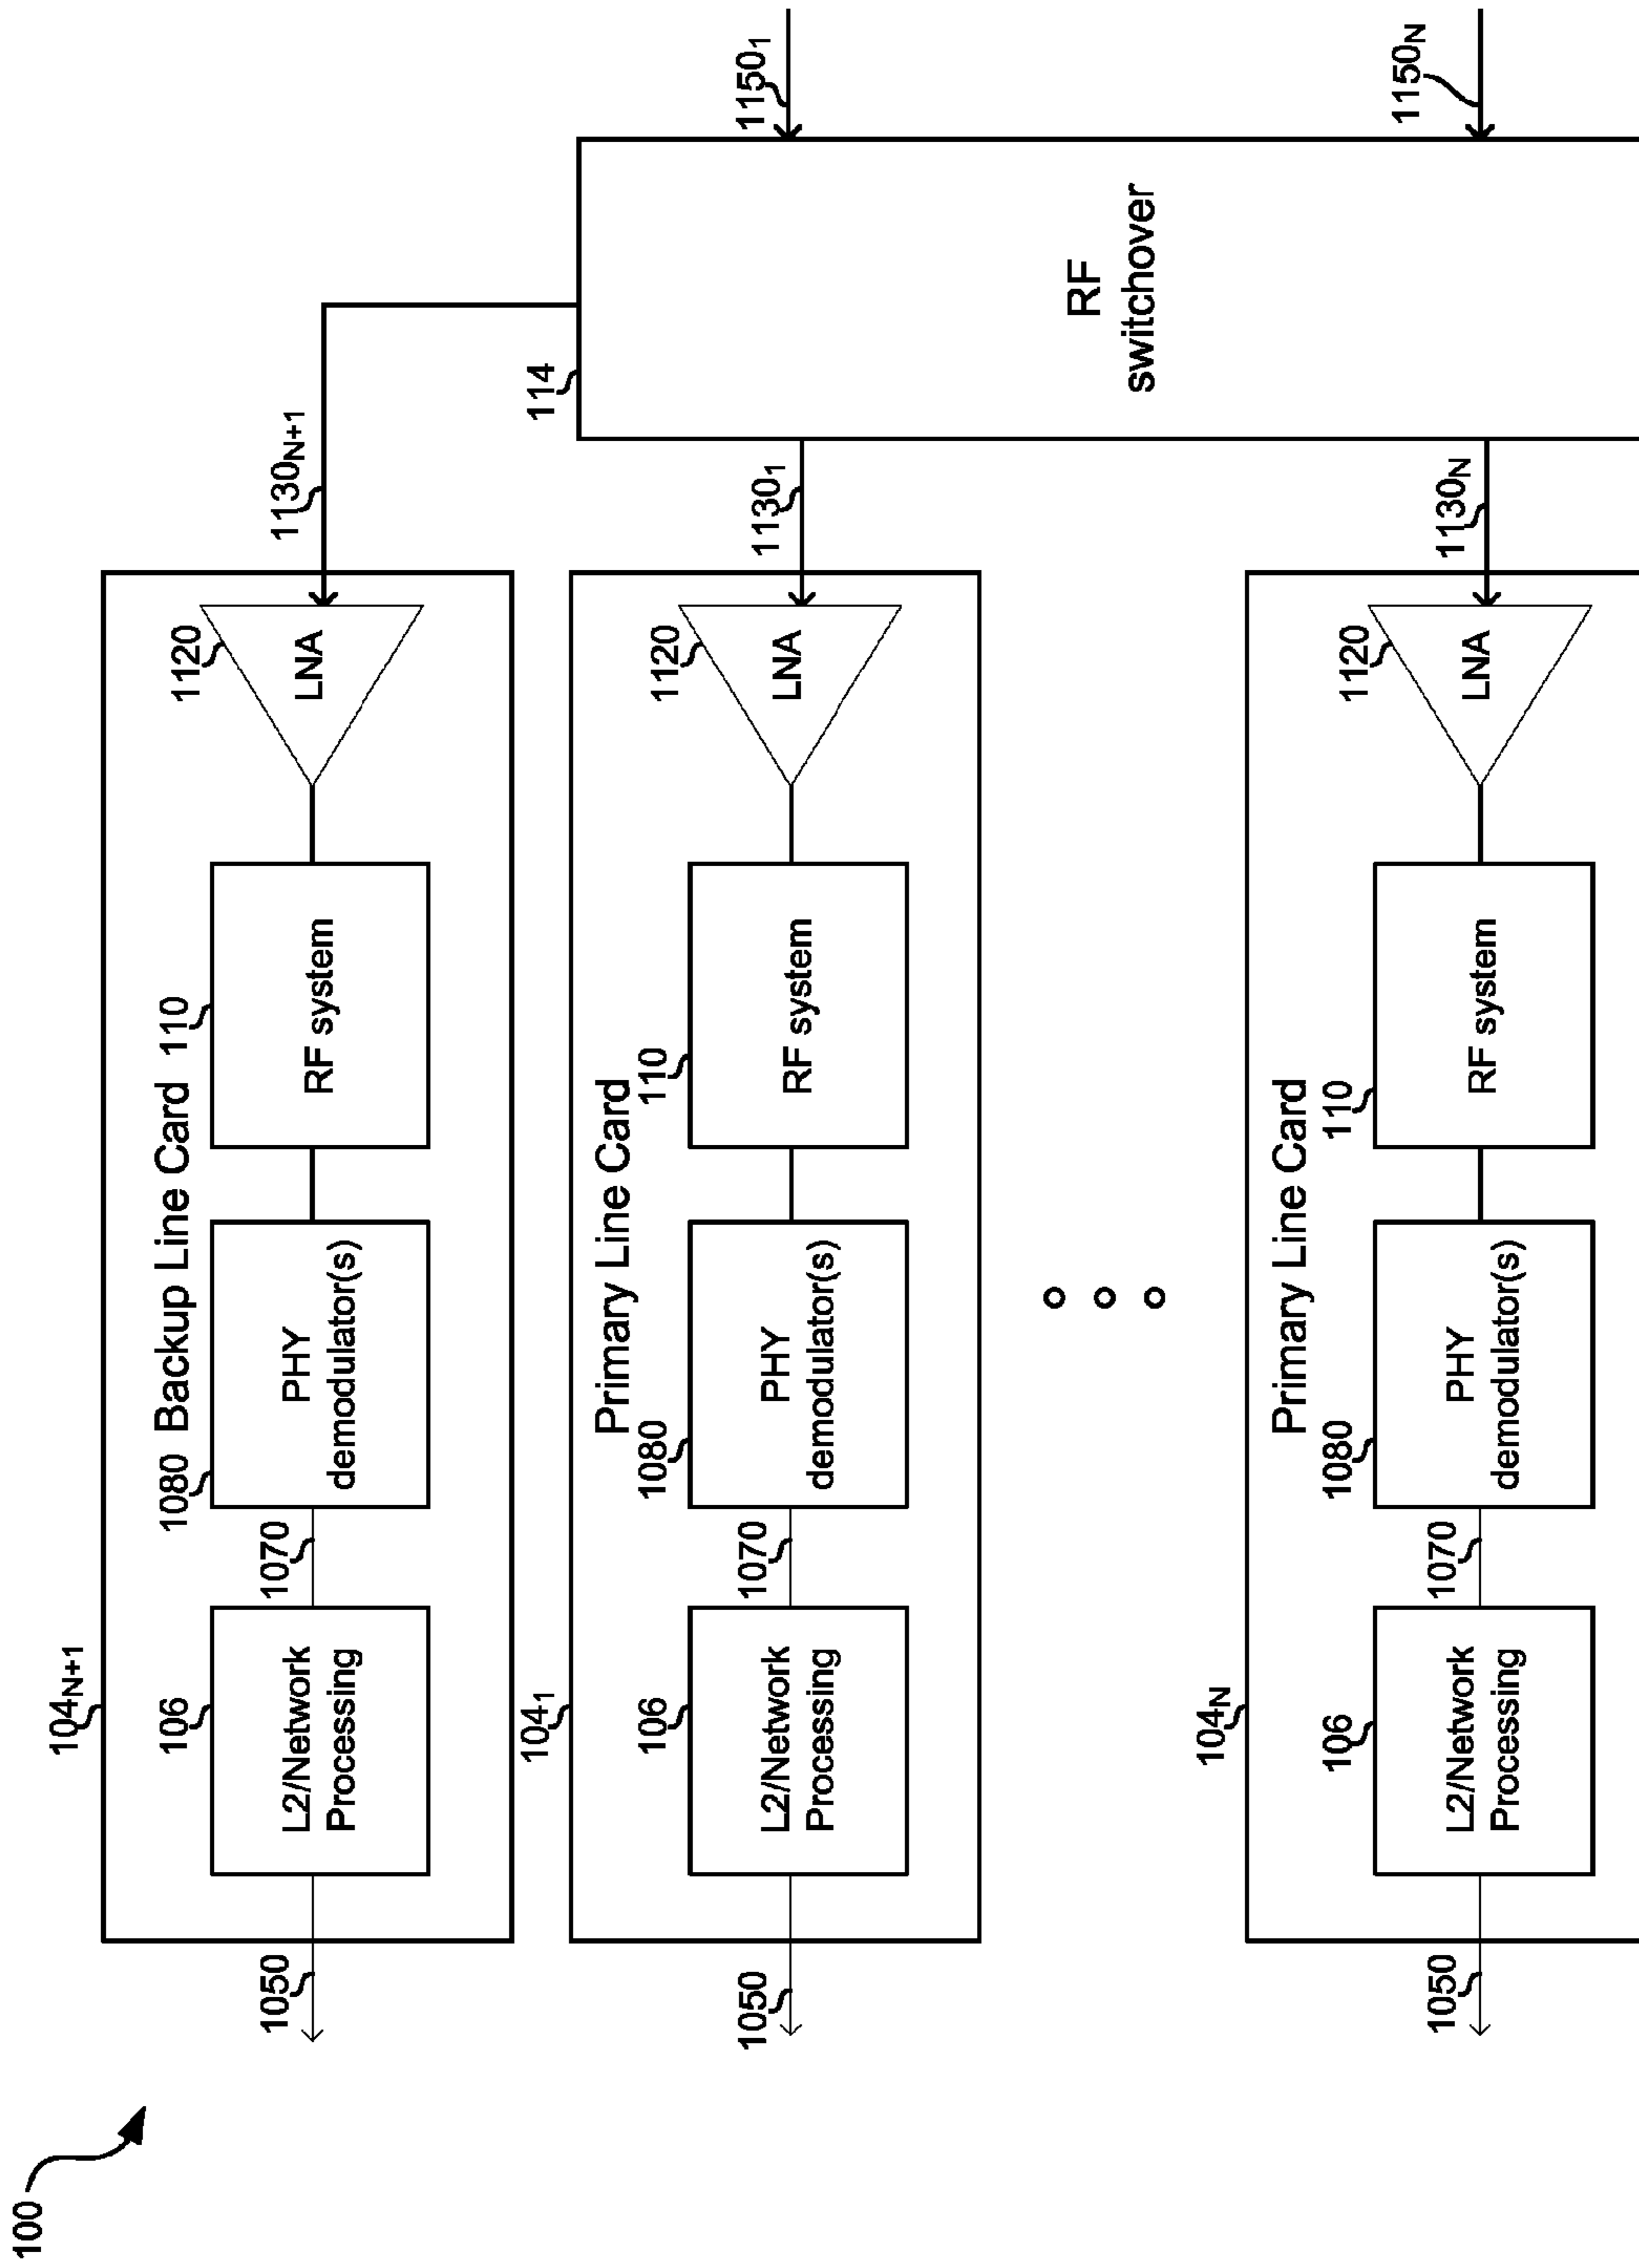 100
104N+1
Backup Line Card
1050
106
L2/Network
Processing
1070
1080
PHY
demodulator(s)
110
RF system
1120
LNA
1130N+1
104₁
Primary Line Card
1050
106
L2/Network
Processing
1070
1080
PHY
demodulator(s)
110
RF system
1120
LNA
1130₁
114
RF
switchover
1150₁
104N
Primary Line Card
1050
106
L2/Network
Processing
1070
1080
PHY
demodulator(s)
110
RF system
1120
LNA
1130N
1150N